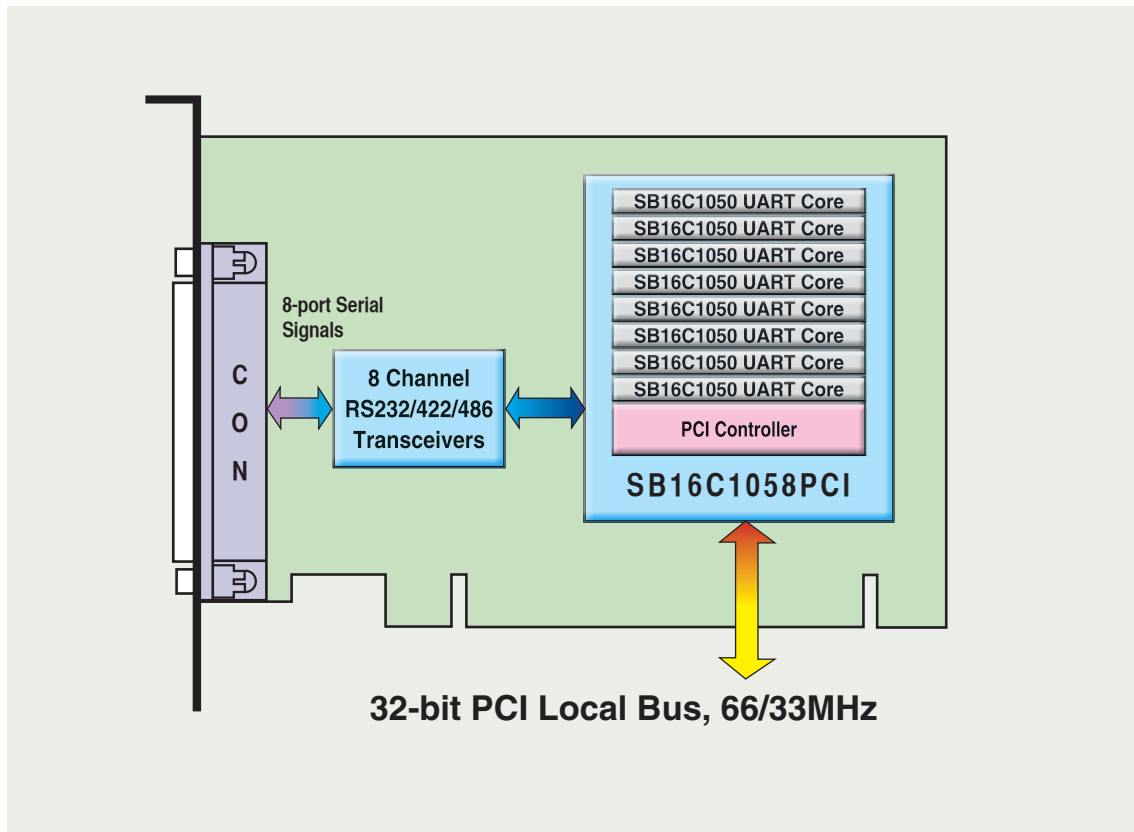 SB16C1050 UART Core
SB16C1050 UART Core
SB16C1050 UART Core
SB16C1050 UART Core
SB16C1050 UART Core
SB16C1050 UART Core
SB16C1050 UART Core
SB16C1050 UART Core
PCI Controller
SB16C1058PCI
8-port Serial
Signals
8 Channel
RS232/422/486
Transceivers
C
O
N
32-bit PCI Local Bus, 66/33MHz